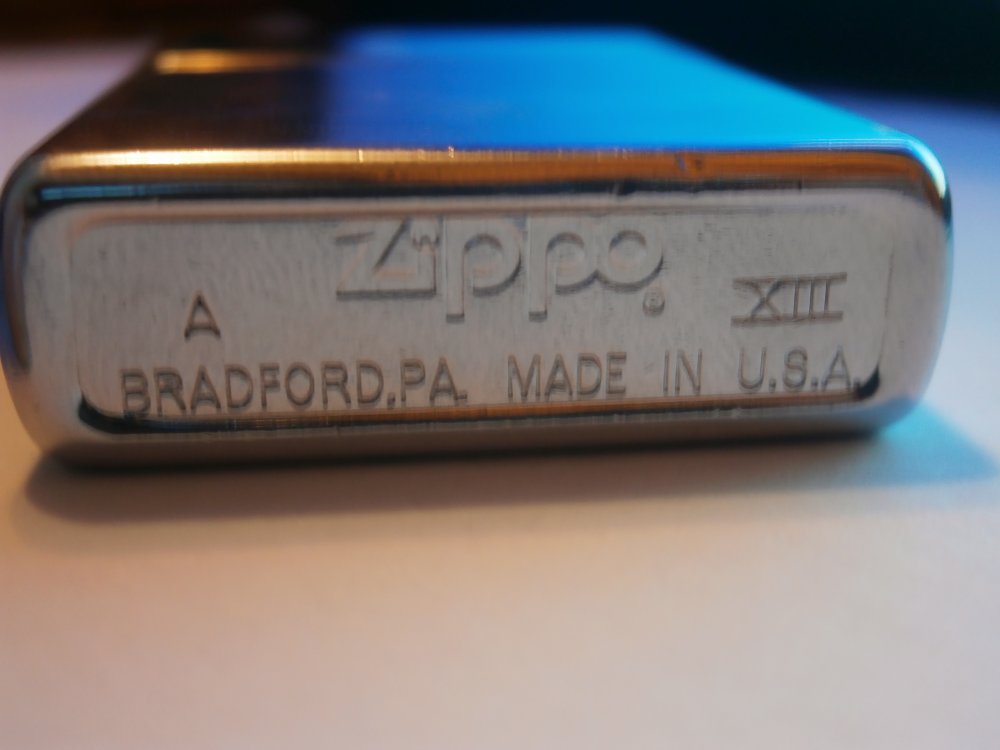 Zippo®
A XIII
BRADFORD,PA. MADE IN U.S.A.